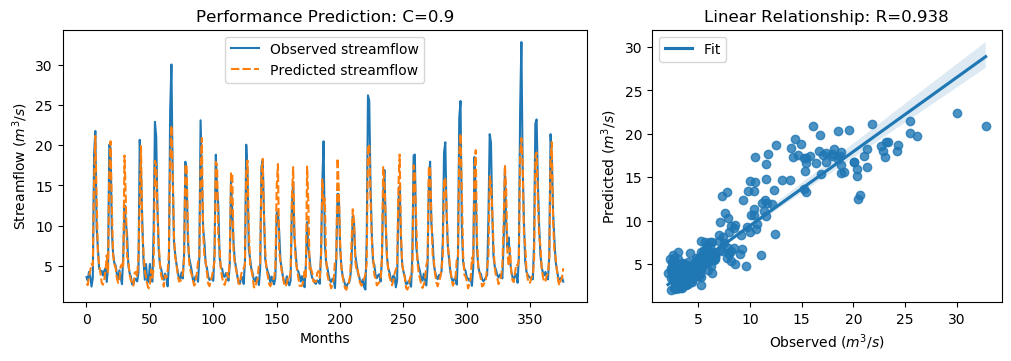 Performance Prediction: C=0.9
Observed streamflow
Predicted streamflow
Streamflow (m³/s)
30
25
20
15
10
5
0
50
100
150
200
250
300
350
Months
Linear Relationship: R=0.938
Fit
Predicted (m³/s)
30
25
20
15
10
5
5
10
15
20
25
30
Observed (m³/s)